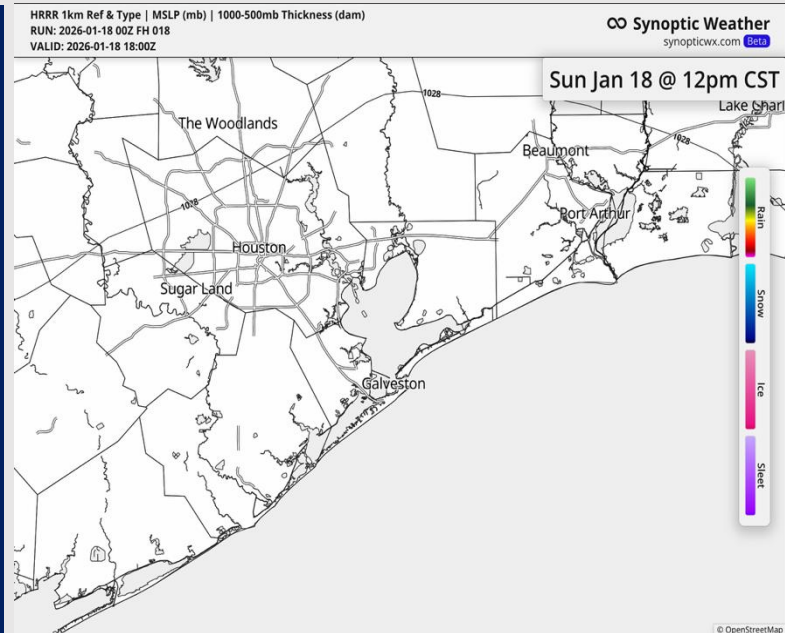 HRRR 1km Ref & Type | MSLP (mb) | 1000-500mb Thickness (dam)
RUN: 2026-01-18 00Z FH 018
VALID: 2026-01-18 18:00Z
Synoptic Weather
synopticwx.com Beta
Sun Jan 18 @ 12pm CST
1028
Lake Charl
The Woodlands
1028
Beaumont
1028
Port Arthur
Rain
Houston
Sugar Land
Snow
Ice
Galveston
Sleet
© OpenStreetMap